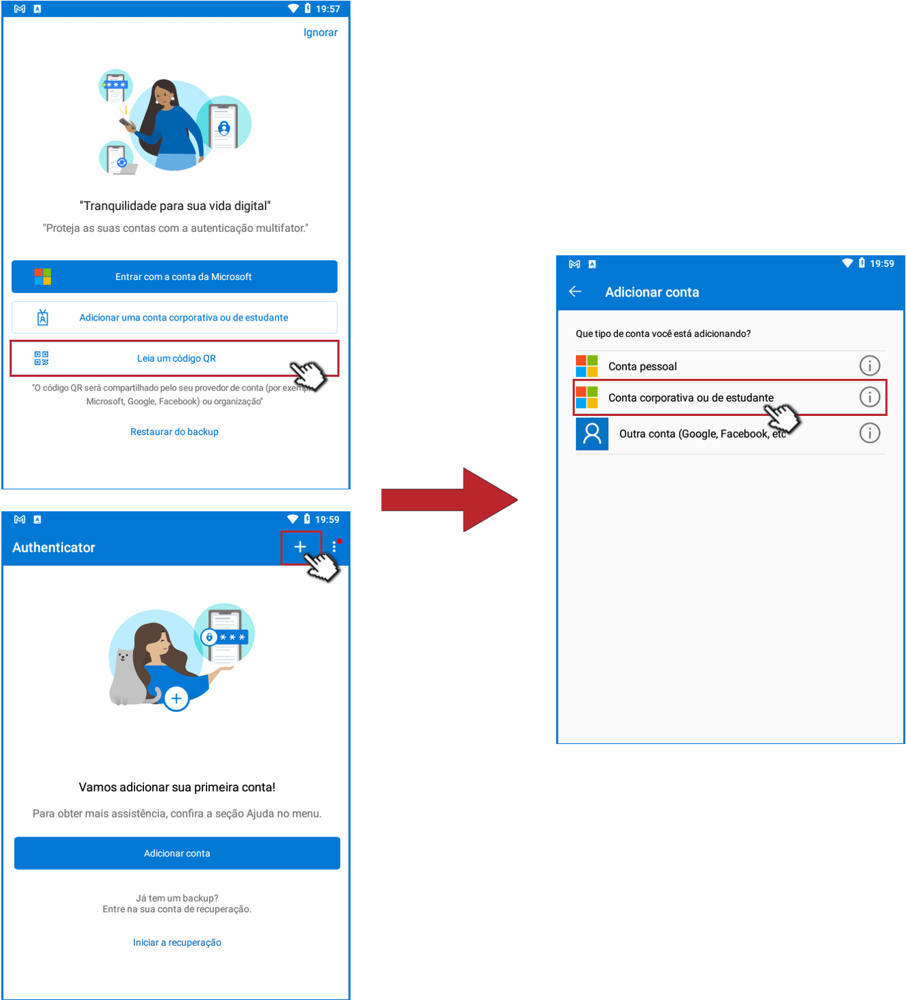 19:57
Ignorar
"Tranquilidade para sua vida digital"
"Proteja as suas contas com a autenticação multifator."
Entrar com a conta da Microsoft
Adicionar uma conta corporativa ou de estudante
Leia um código QR
"O código QR será compartilhado pelo seu provedor de conta (por
Microsoft, Google, Facebook) ou organização"
Restaurar do backup
19:59
Authenticator
Vamos adicionar sua primeira conta!
Para obter mais assistência, confira a seção Ajuda no menu.
Adicionar conta
Já tem um backup?
Entre na sua conta de recuperação.
Iniciar a recuperação
19:59
Adicionar conta
Que tipo de conta você está adicionando?
Conta pessoal
Conta corporativa ou de estudante
Outra conta (Google, Facebook, etc